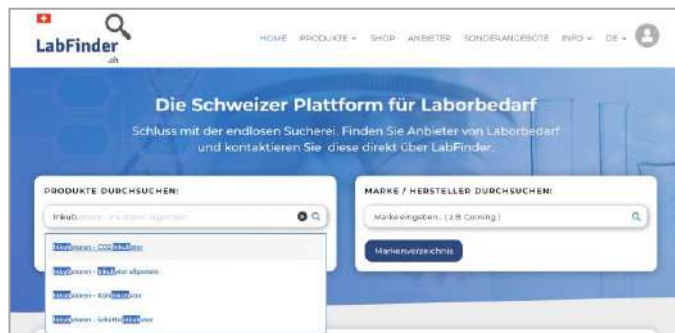 LabFinder
.ch
HOME PRODUKTE SHOP ANBIETER SONDERANGEBOTE INFO DE
Die Schweizer Plattform für Laborbedarf
Schluss mit der endlosen Sucherei. Finden Sie Anbieter von Laborbedarf
und kontaktieren Sie diese direkt über LabFinder.
PRODUKTE DURCHSUCHEN:
MARKE / HERSTELLER DURCHSUCHEN:
Inkub
Marke eingeben... ( z.B. Corning )
Markenverzeichnis
Inkubatoren - CO2 Inkubator
Inkubatoren - Inkubator allgemein
Inkubatoren - Kühlinkubator
Inkubatoren - Schüttelinkubator